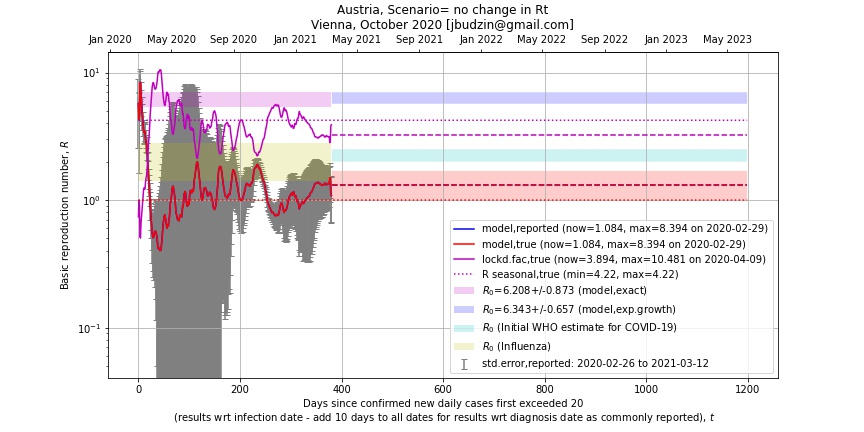 Austria, Scenario= no change in Rt
Vienna, October 2020 [jbudzin@gmail.com]
Jan 2020 May 2020 Sep 2020 Jan 2021 May 2021 Sep 2021 Jan 2022 May 2022 Sep 2022 Jan 2023 May 2023
10¹
10⁰
10⁻¹
Basic reproduction number, R
model,reported (now=1.084, max=8.394 on 2020-02-29)
model,true (now=1.084, max=8.394 on 2020-02-29)
lockd.fac,true (now=3.894, max=10.481 on 2020-04-09)
R seasonal,true (min=4.22, max=4.22)
R₀=6.208+/-0.873 (model,exact)
R₀=6.343+/-0.657 (model,exp.growth)
R₀ (Initial WHO estimate for COVID-19)
R₀ (Influenza)
std.error,reported: 2020-02-26 to 2021-03-12
0 200 400 600 800 1000 1200
Days since confirmed new daily cases first exceeded 20
(results wrt infection date - add 10 days to all dates for results wrt diagnosis date as commonly reported), t